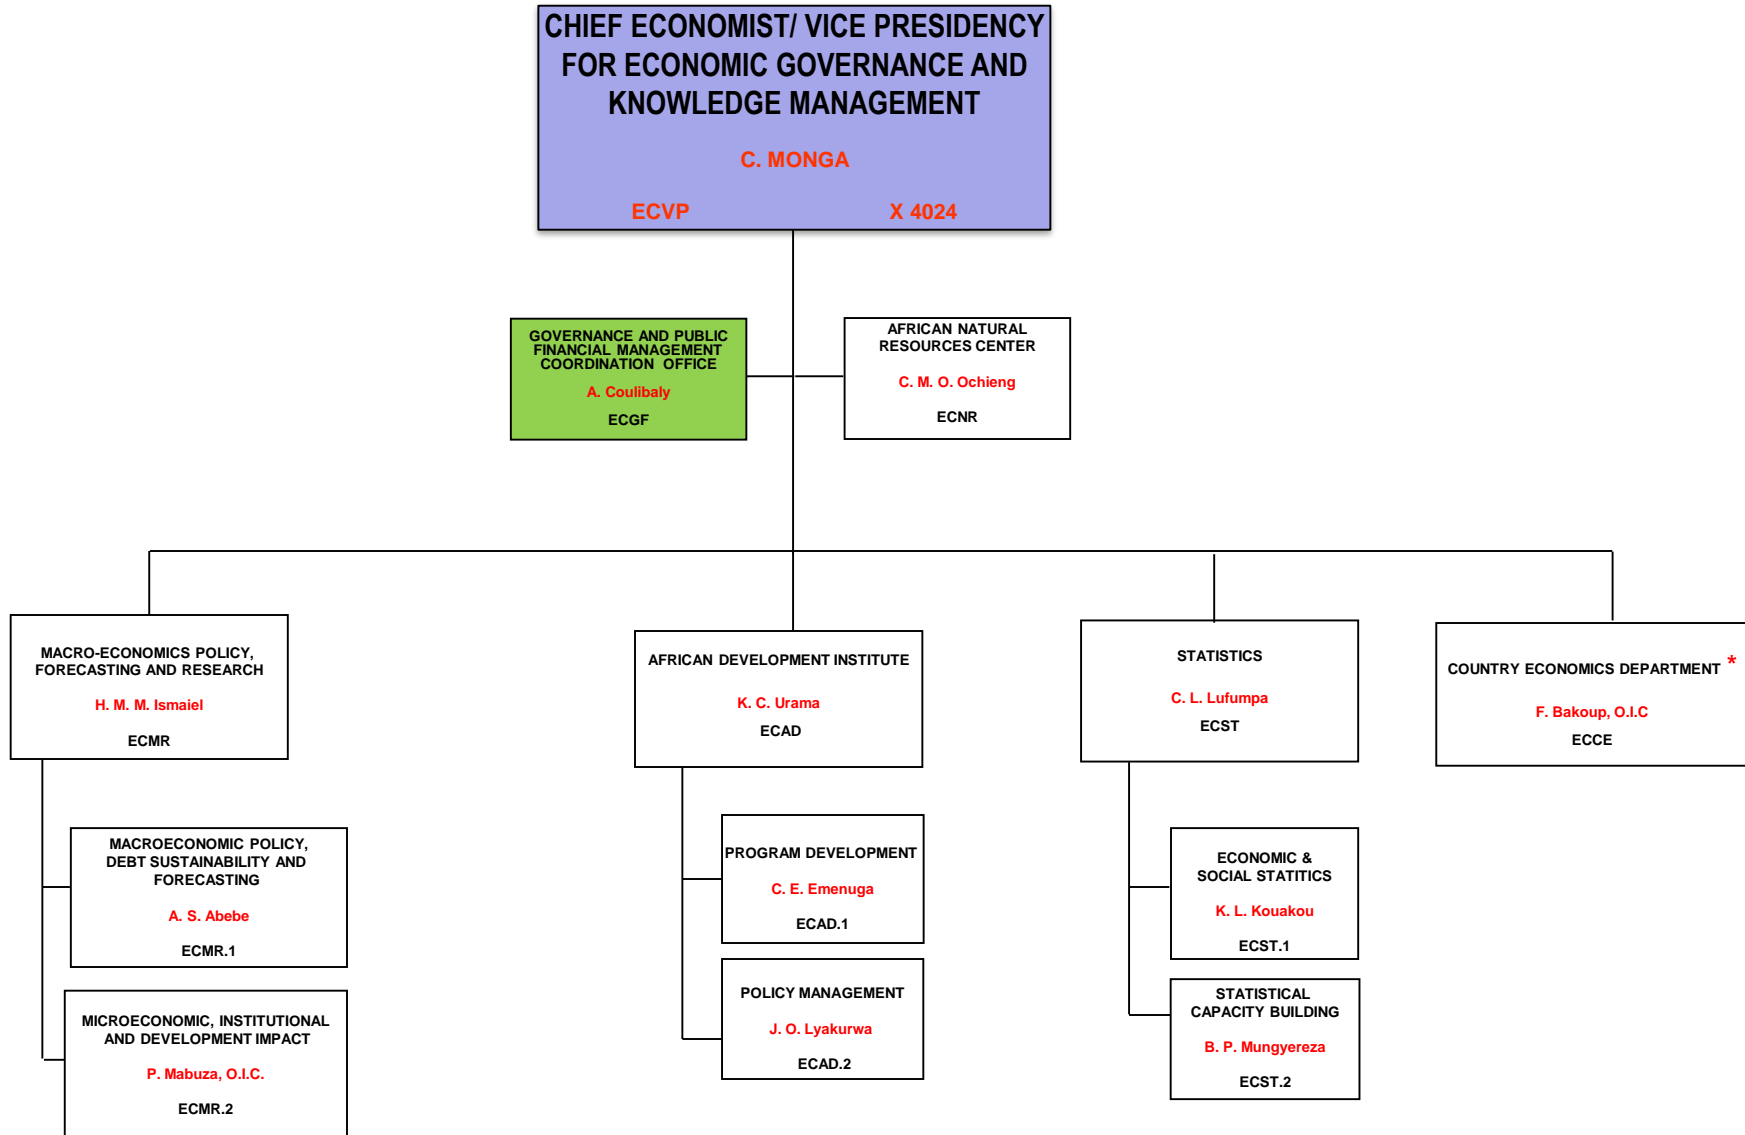 CHIEF ECONOMIST/ VICE PRESIDENCY
FOR ECONOMIC GOVERNANCE AND
KNOWLEDGE MANAGEMENT
C. MONGA
ECVP X 4024
GOVERNANCE AND PUBLIC
FINANCIAL MANAGEMENT
COORDINATION OFFICE
A. Coulibaly
ECGF
AFRICAN NATURAL
RESOURCES CENTER
C. M. O. Ochieng
ECNR
MACRO-ECONOMICS POLICY,
FORECASTING AND RESEARCH
H. M. M. Ismaiel
ECMR
AFRICAN DEVELOPMENT INSTITUTE
K. C. Urama
ECAD
STATISTICS
C. L. Lufumpa
ECST
COUNTRY ECONOMICS DEPARTMENT *
F. Bakoup, O.I.C
ECCE
MACROECONOMIC POLICY,
DEBT SUSTAINABILITY AND
FORECASTING
A. S. Abebe
ECMR.1
MICROECONOMIC, INSTITUTIONAL
AND DEVELOPMENT IMPACT
P. Mabuza, O.I.C.
ECMR.2
PROGRAM DEVELOPMENT
C. E. Emenuga
ECAD.1
POLICY MANAGEMENT
J. O. Lyakurwa
ECAD.2
ECONOMIC &
SOCIAL STATITICS
K. L. Kouakou
ECST.1
STATISTICAL
CAPACITY BUILDING
B. P. Mungyereza
ECST.2